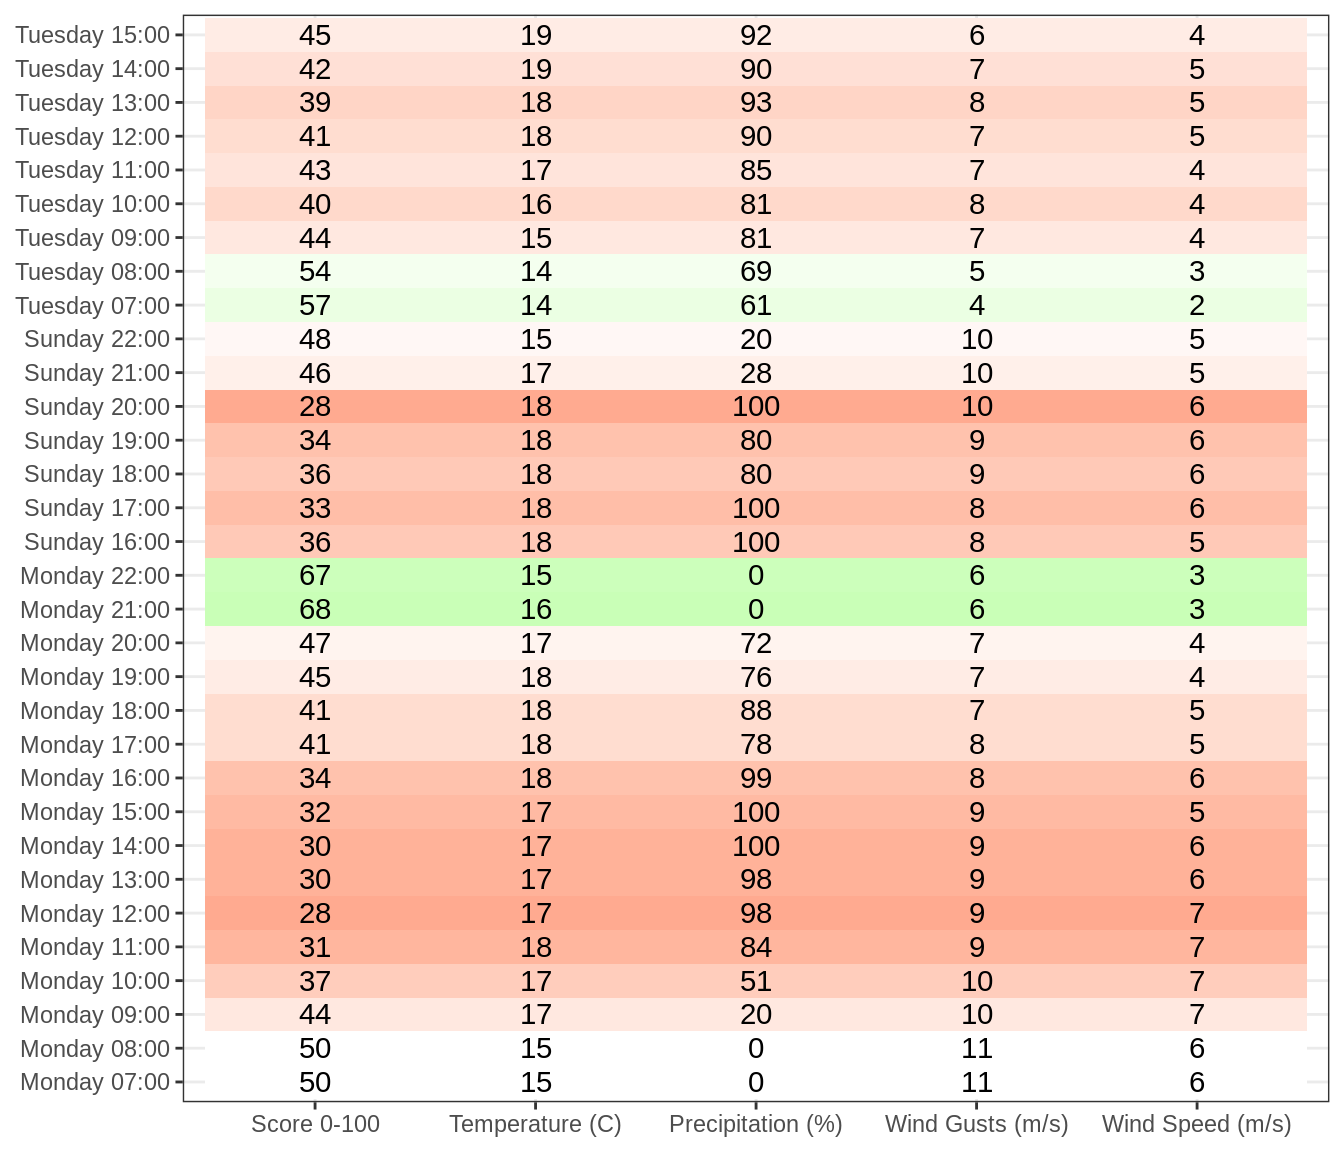 Tuesday 15:00 45 19 92 6 4
Tuesday 14:00 42 19 90 7 5
Tuesday 13:00 39 18 93 8 5
Tuesday 12:00 41 18 90 7 5
Tuesday 11:00 43 17 85 7 4
Tuesday 10:00 40 16 81 8 4
Tuesday 09:00 44 15 81 7 4
Tuesday 08:00 54 14 69 5 3
Tuesday 07:00 57 14 61 4 2
Sunday 22:00 48 15 20 10 5
Sunday 21:00 46 17 28 10 5
Sunday 20:00 28 18 100 10 6
Sunday 19:00 34 18 80 9 6
Sunday 18:00 36 18 80 9 6
Sunday 17:00 33 18 100 8 6
Sunday 16:00 36 18 100 8 5
Monday 22:00 67 15 0 6 3
Monday 21:00 68 16 0 6 3
Monday 20:00 47 17 72 7 4
Monday 19:00 45 18 76 7 4
Monday 18:00 41 18 88 7 5
Monday 17:00 41 18 78 8 5
Monday 16:00 34 18 99 8 6
Monday 15:00 32 17 100 9 5
Monday 14:00 30 17 100 9 6
Monday 13:00 30 17 98 9 6
Monday 12:00 28 17 98 9 7
Monday 11:00 31 18 84 9 7
Monday 10:00 37 17 51 10 7
Monday 09:00 44 17 20 10 7
Monday 08:00 50 15 0 11 6
Monday 07:00 50 15 0 11 6
Score 0-100 Temperature (C) Precipitation (%) Wind Gusts (m/s) Wind Speed (m/s)